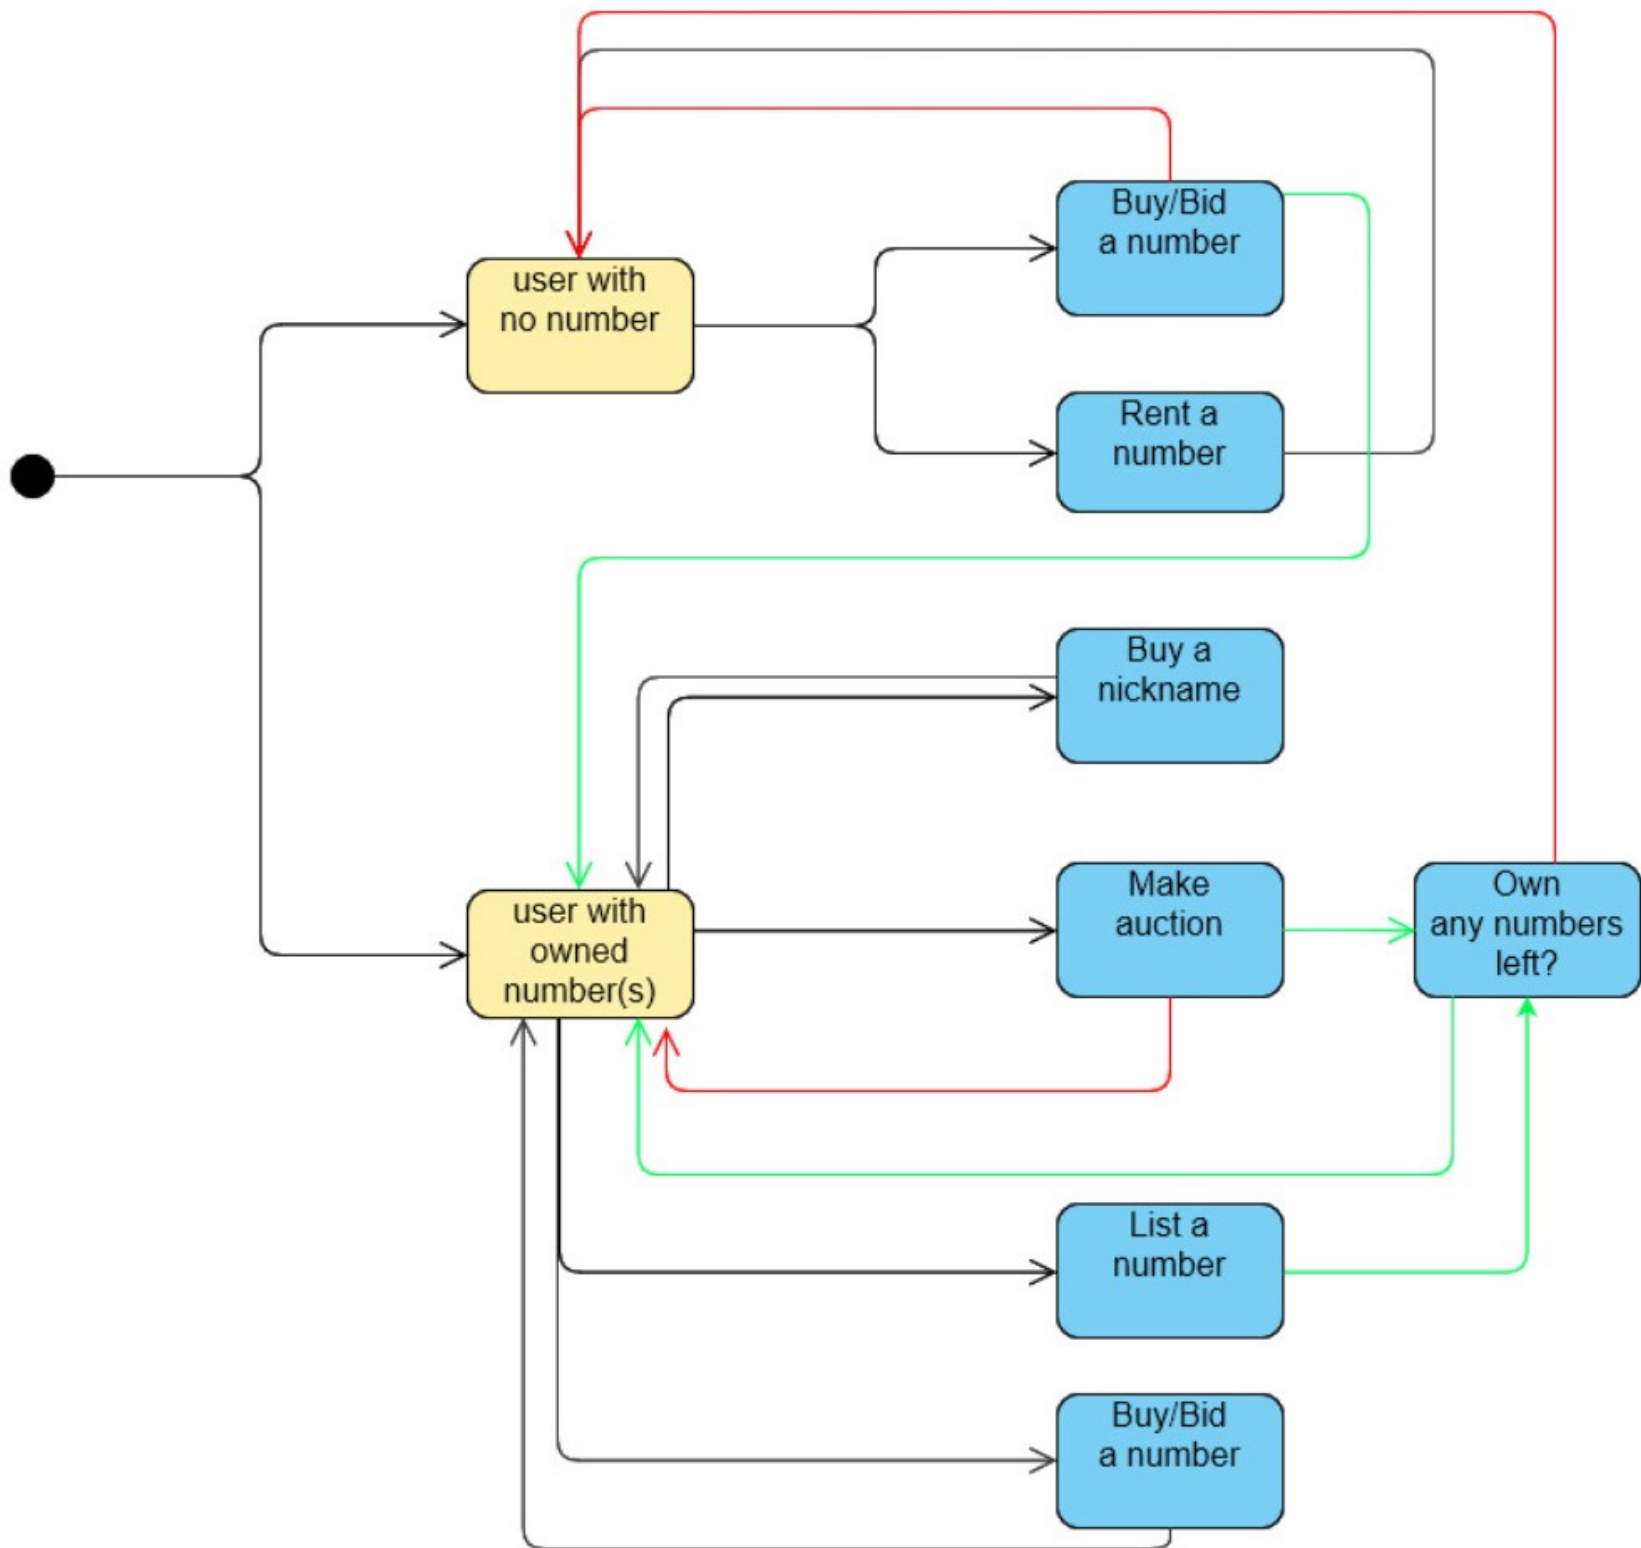 Buy/Bid
a number
user with
no number
Rent a
number
Buy a
nickname
user with
owned
number(s)
Make
auction
Own
any numbers
left?
List a
number
Buy/Bid
a number